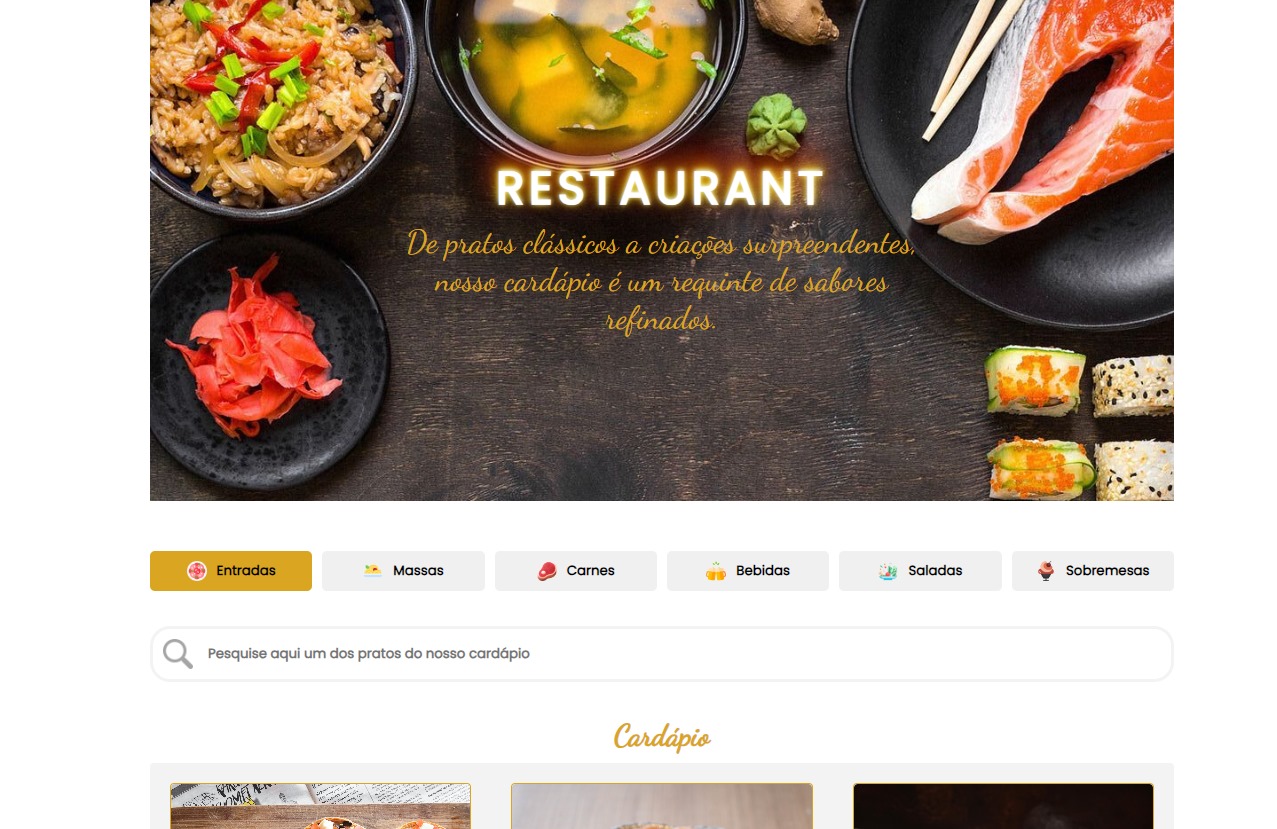 RESTAURANT
De pratos clássicos a criações surpreendentes,
nosso cardápio é um requinte de sabores
refinados.
Entradas
Massas
Carnes
Bebidas
Saladas
Sobremesas
Pesquise aqui um dos pratos do nosso cardápio
Cardápio